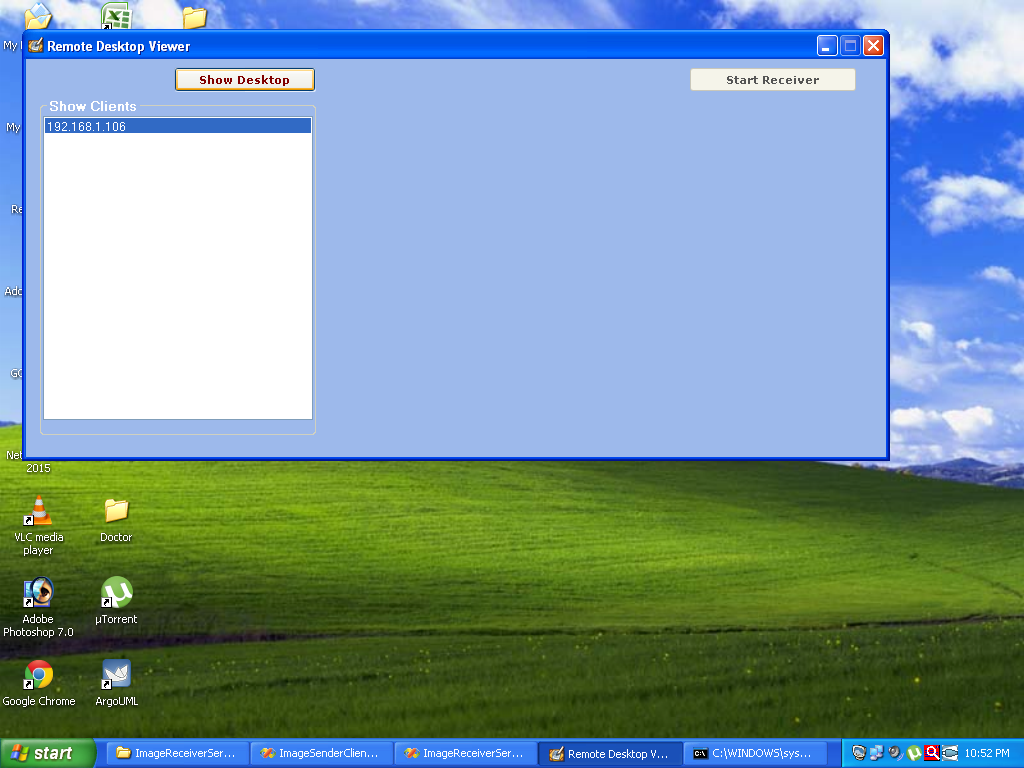 My
Remote Desktop Viewer
Show Desktop
Start Receiver
Show Clients
192.168.1.106
My
Re
Add
GO
Net
2015
VLC media
player
Doctor
Adobe
Photoshop 7.0
µTorrent
Google Chrome
ArgoUML
start
ImageReceiverSer...
ImageSenderClien...
ImageReceiverSer...
Remote Desktop V...
C:\WINDOWS\sys...
10:52 PM